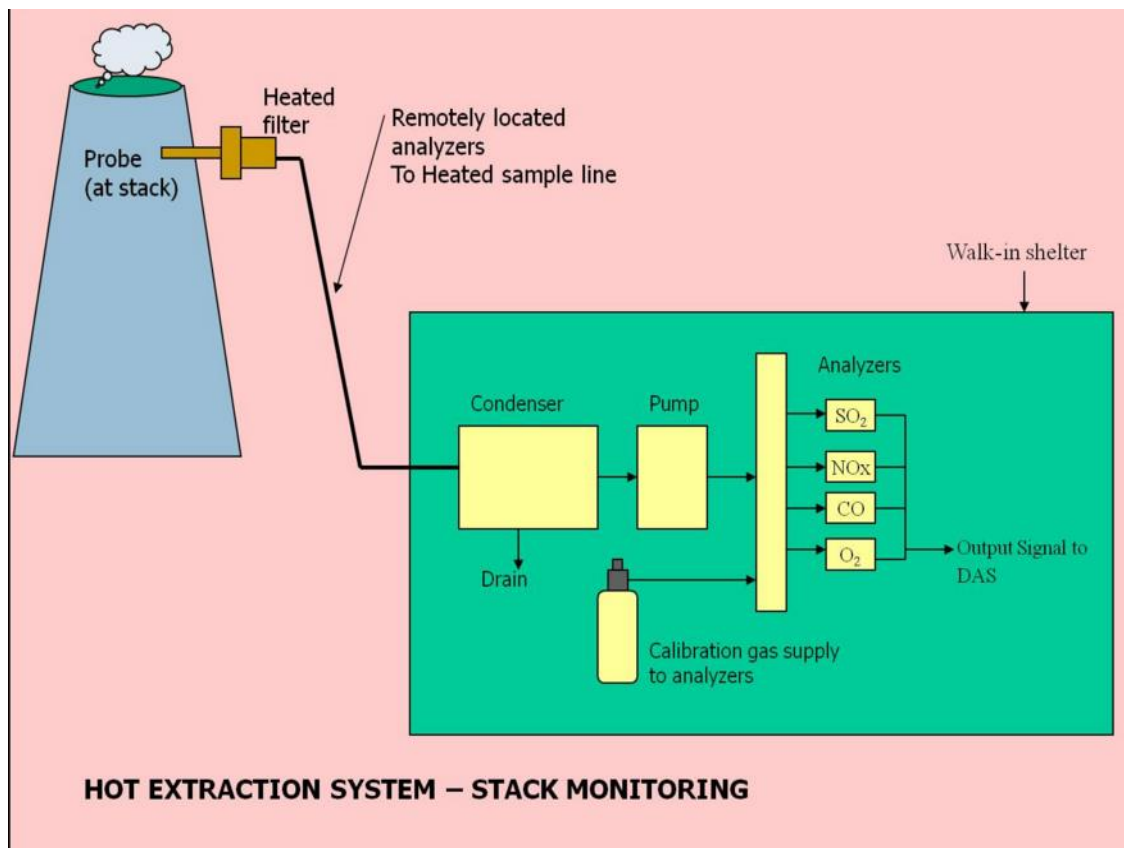 Heated
filter
Probe
(at stack)
Remotely located
analyzers
To Heated sample line
Walk-in shelter
Analyzers
Condenser
Pump
SO₂
NOx
CO
O₂
Output Signal to
DAS
Drain
Calibration gas supply
to analyzers
HOT EXTRACTION SYSTEM – STACK MONITORING